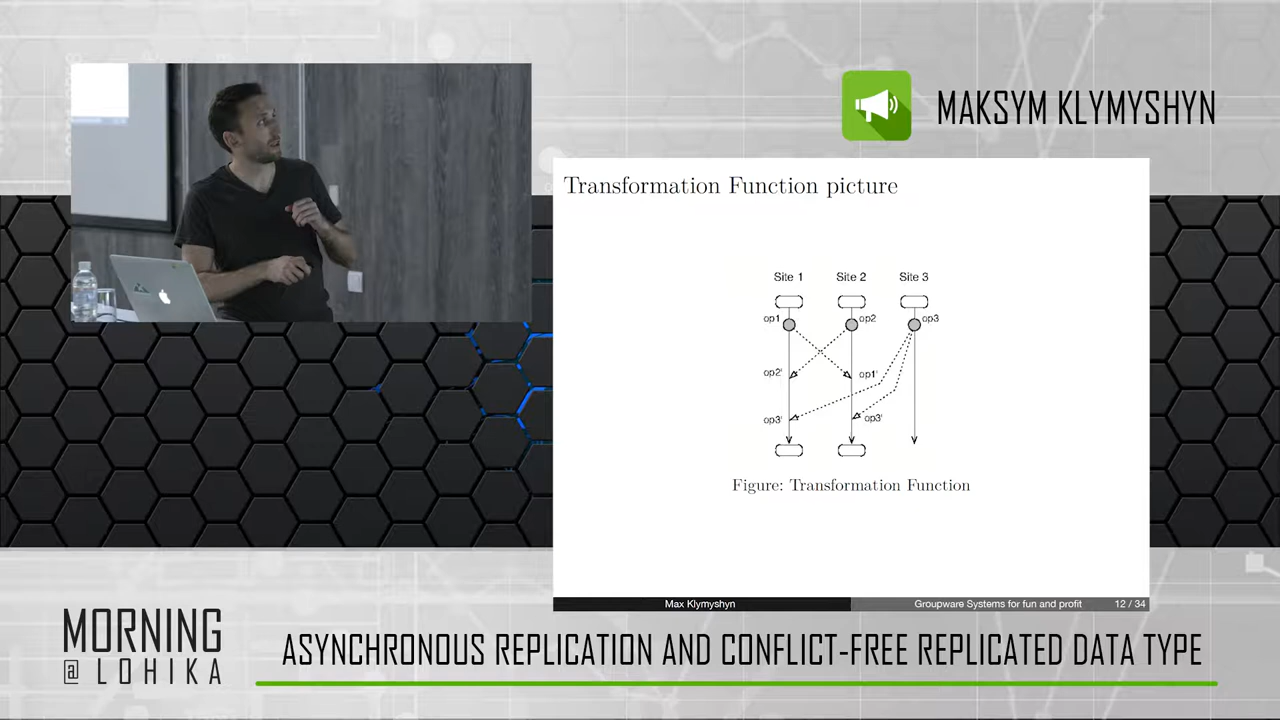 MAKSYM KLYMYSHYN
Transformation Function picture
Site 1 Site 2 Site 3
op1 op2 op3
op2' op1'
op3' op3'
Figure: Transformation Function
Max Klymyshyn Groupware Systems for fun and profit 12 / 34
MORNING
@ LOHIKA
ASYNCHRONOUS REPLICATION AND CONFLICT-FREE REPLICATED DATA TYPE